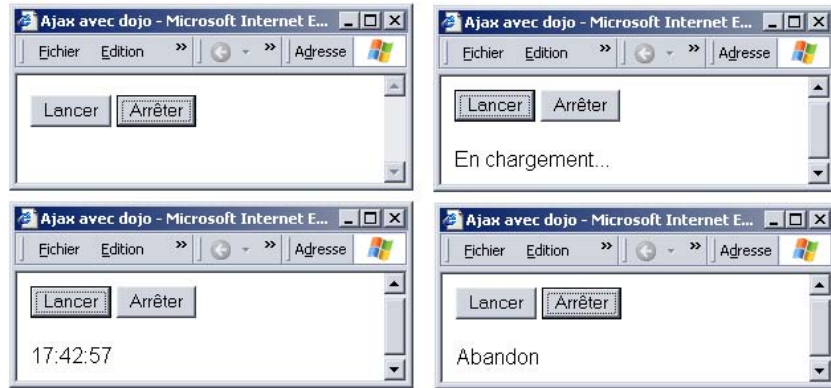 Ajax avec dojo - Microsoft Internet E...
Fichier Edition » » Adresse
Lancer Arrêter
Ajax avec dojo - Microsoft Internet E...
Fichier Edition » » Adresse
Lancer Arrêter
En chargement...
Ajax avec dojo - Microsoft Internet E...
Fichier Edition » » Adresse
Lancer Arrêter
17:42:57
Ajax avec dojo - Microsoft Internet E...
Fichier Edition » » Adresse
Lancer Arrêter
Abandon